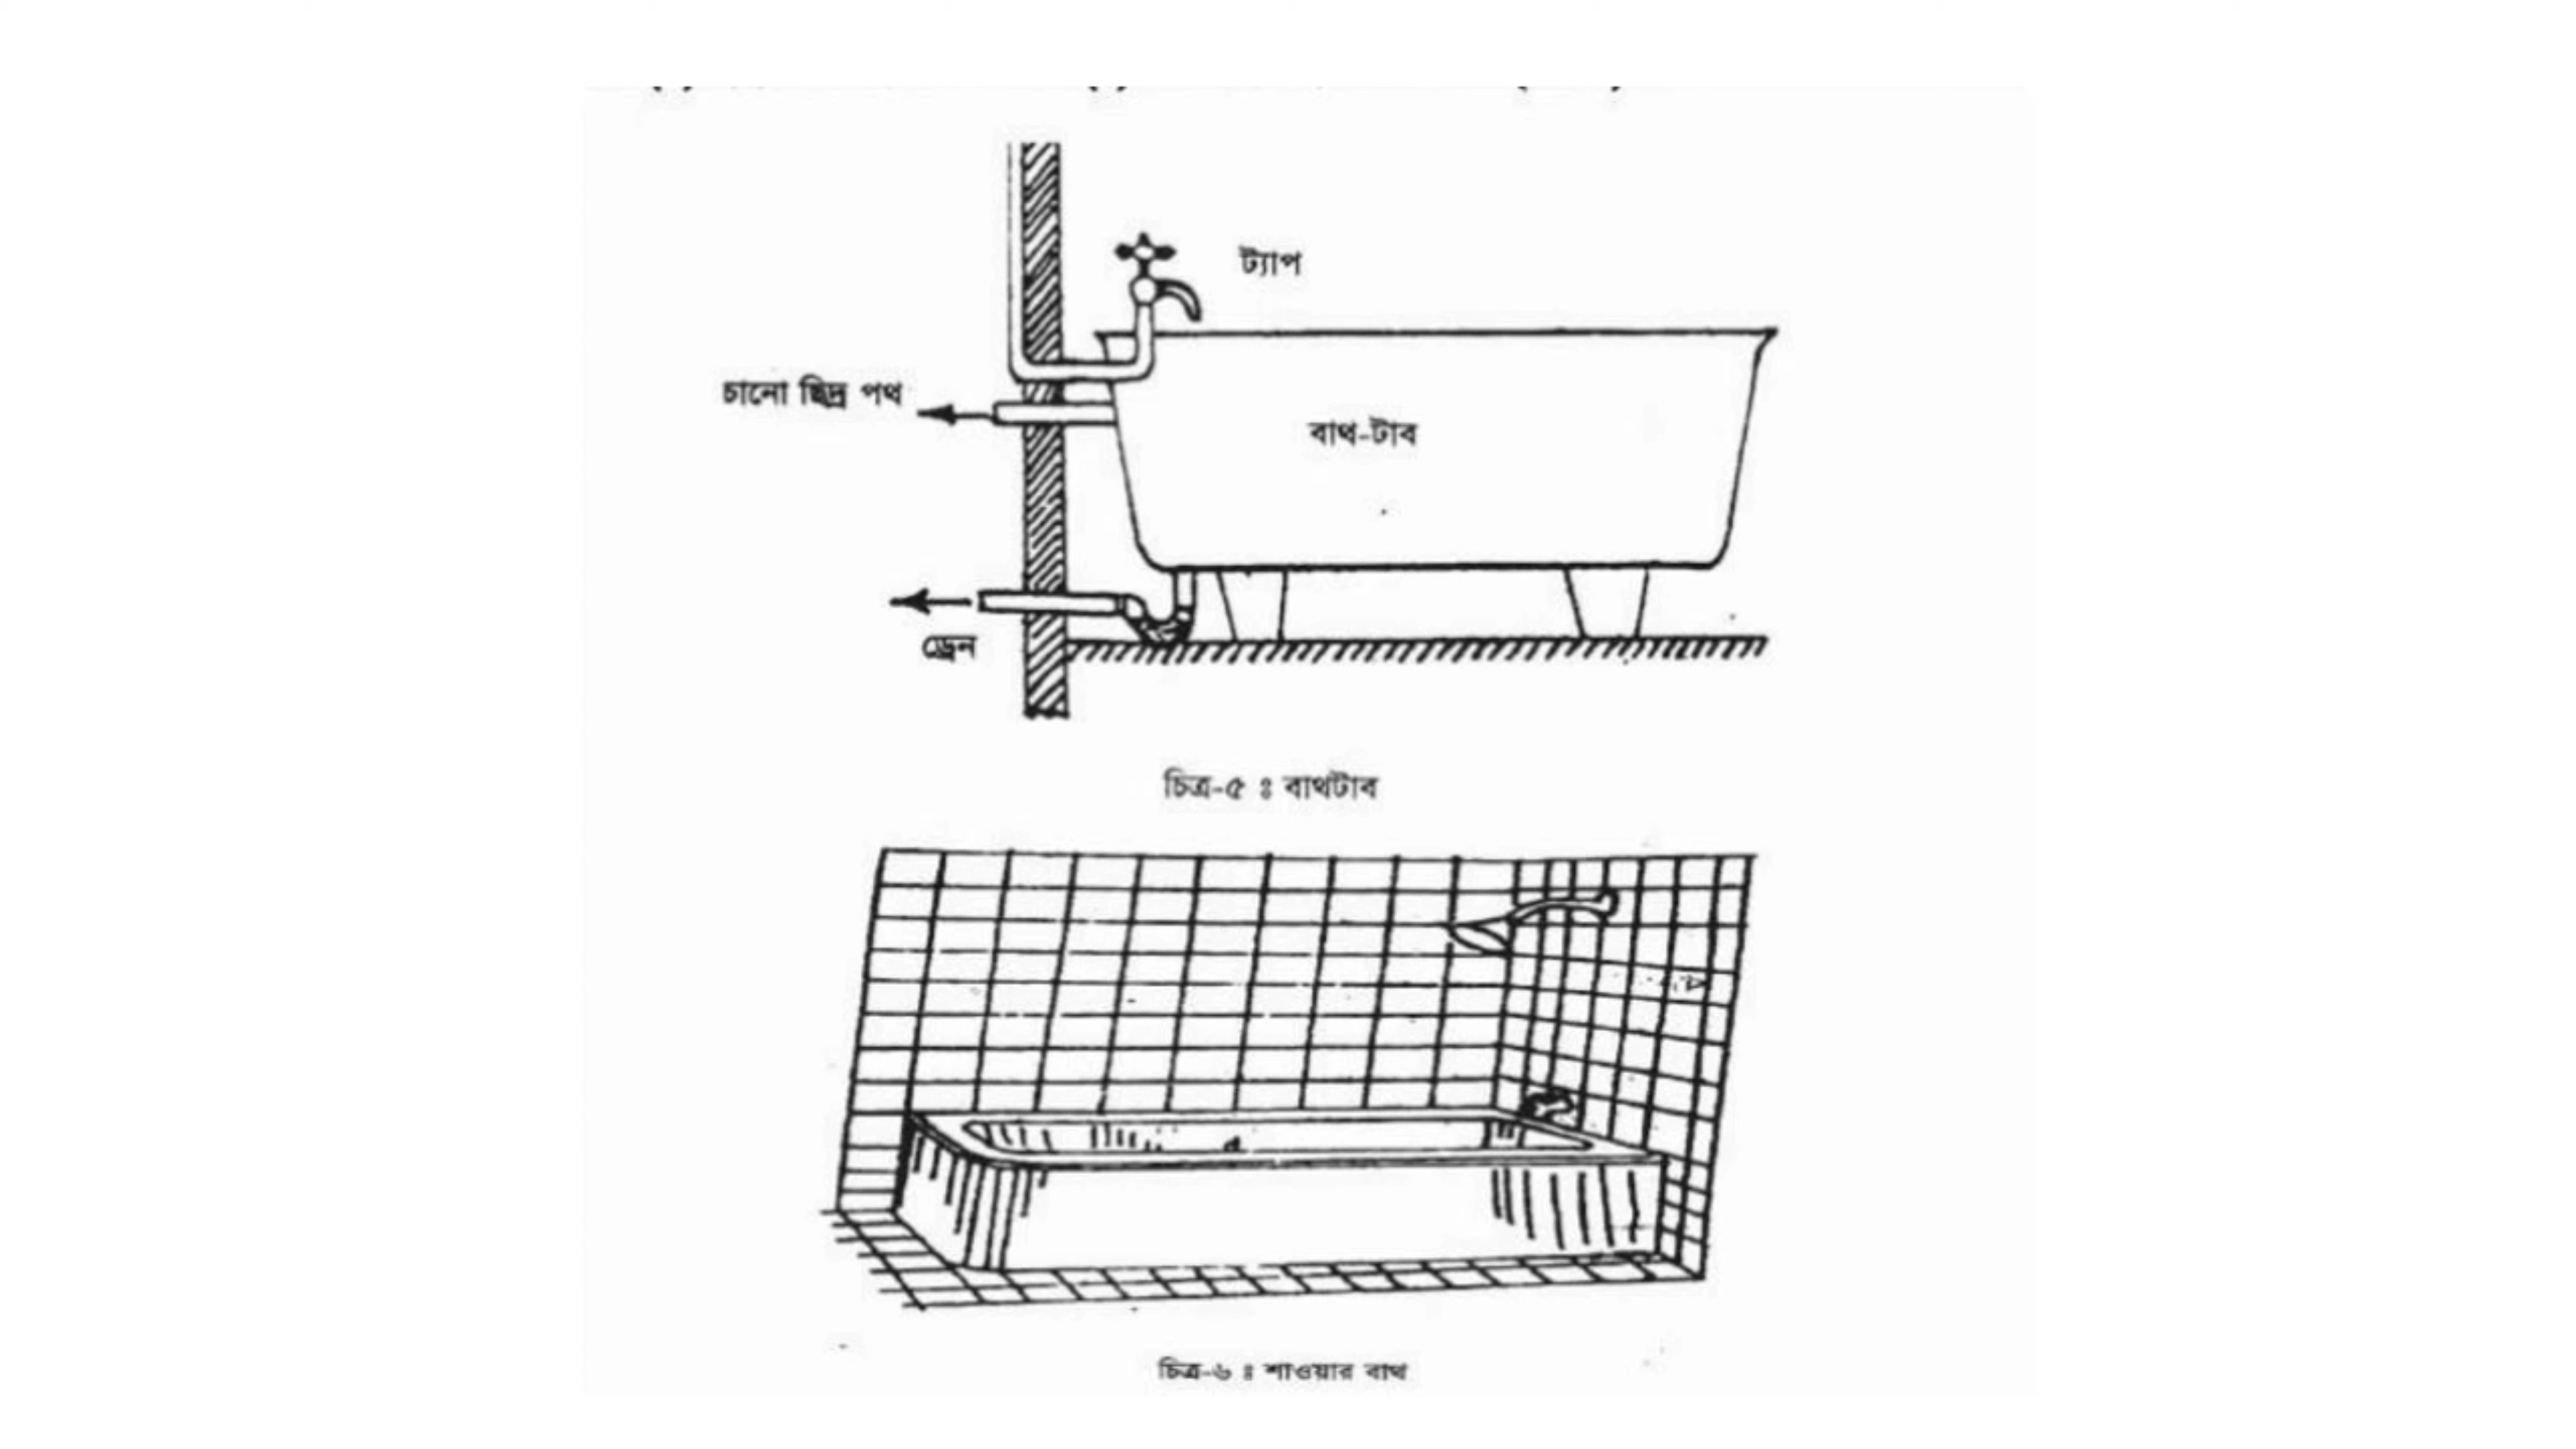 ট্যাপ
চানো ছিদ্র পথ
বাথ-টাব
ড্রেন
চিত্র-৫ ঃ বাথটাব
চিত্র-৬ ঃ শাওয়ার বাথ